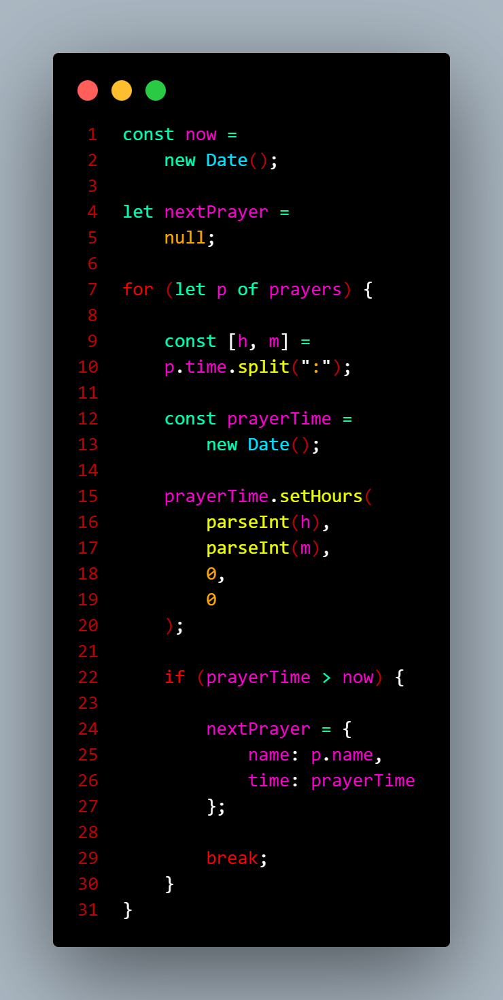 1 const now =
2     new Date();
3
4 let nextPrayer =
5     null;
6
7 for (let p of prayers) {
8
9     const [h, m] =
10     p.time.split(":");
11
12     const prayerTime =
13         new Date();
14
15     prayerTime.setHours(
16         parseInt(h),
17         parseInt(m),
18         0,
19         0
20     );
21
22     if (prayerTime > now) {
23
24         nextPrayer = {
25             name: p.name,
26             time: prayerTime
27         };
28
29         break;
30     }
31 }